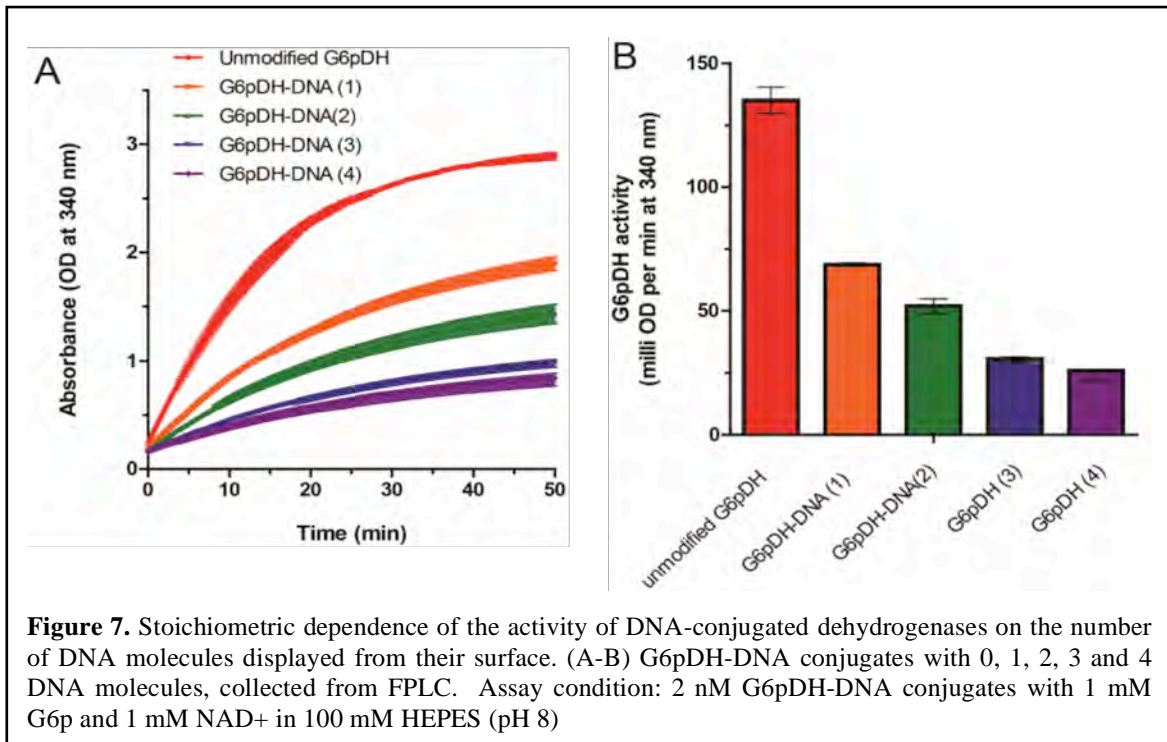 A
Unmodified G6pDH
G6pDH-DNA (1)
G6pDH-DNA(2)
G6pDH-DNA (3)
G6pDH-DNA (4)
Absorbance (OD at 340 nm)
3
2
1
0
0 10 20 30 40 50
Time (min)
B
G6pDH activity
(milli OD per min at 340 nm)
150
100
50
0
unmodified G6pDH
G6pDH-DNA (1)
G6pDH-DNA(2)
G6pDH (3)
G6pDH (4)
Figure 7. Stoichiometric dependence of the activity of DNA-conjugated dehydrogenases on the number
of DNA molecules displayed from their surface. (A-B) G6pDH-DNA conjugates with 0, 1, 2, 3 and 4
DNA molecules, collected from FPLC. Assay condition: 2 nM G6pDH-DNA conjugates with 1 mM
G6p and 1 mM NAD+ in 100 mM HEPES (pH 8)